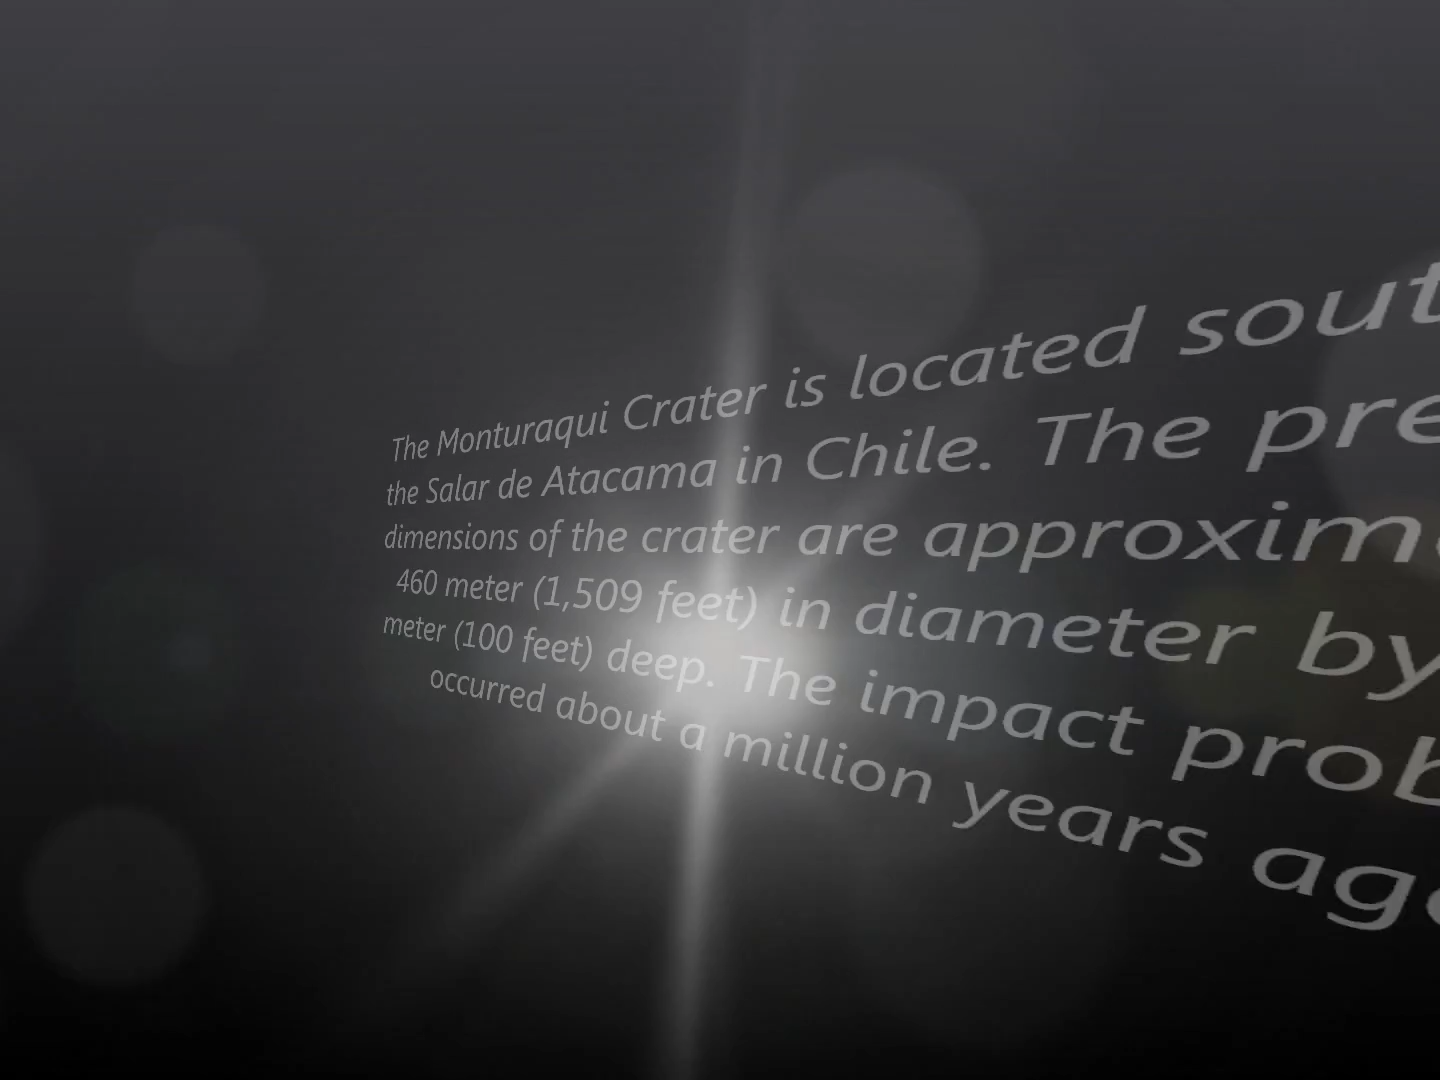 The Monturaqui Crater is located sout
the Salar de Atacama in Chile. The pre
dimensions of the crater are approxim
460 meter (1,509 feet) in diameter by
meter (100 feet) deep. The impact prob
occurred about a million years ago